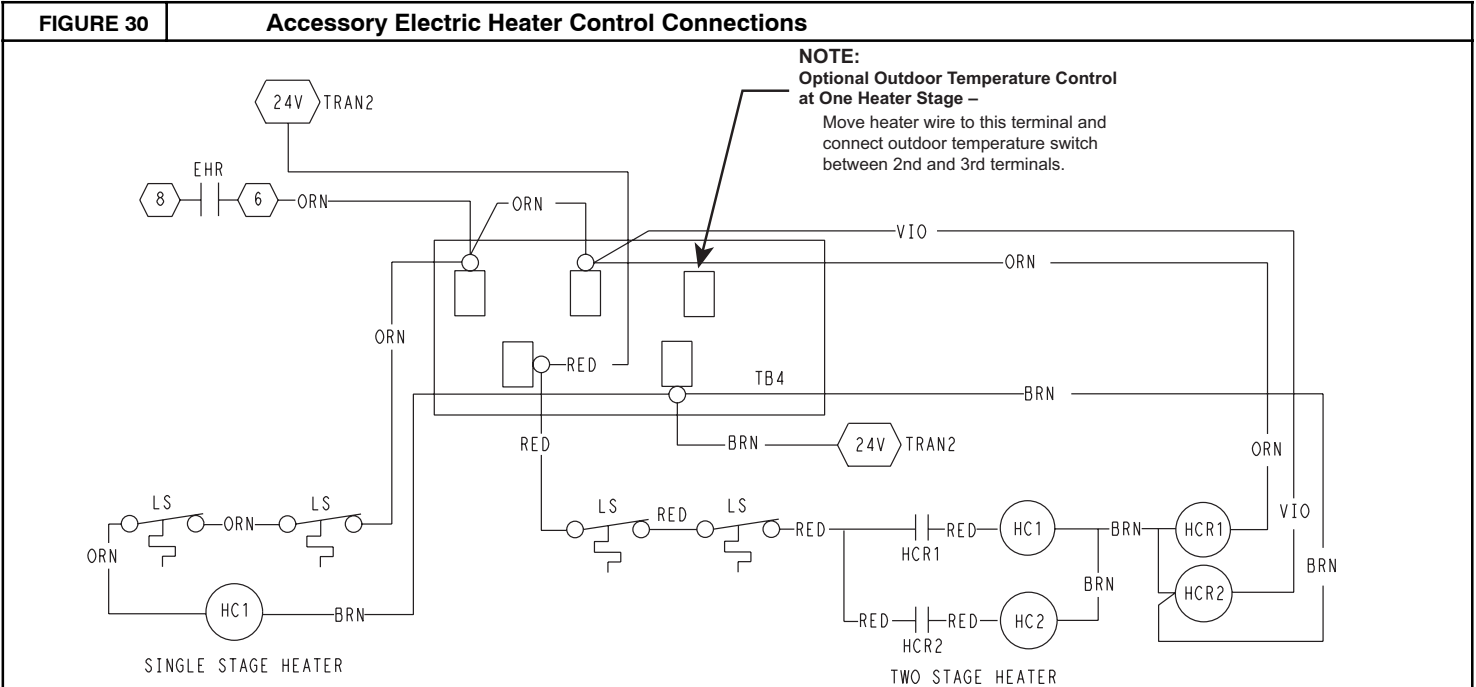 FIGURE 30
Accessory Electric Heater Control Connections
NOTE:
Optional Outdoor Temperature Control
at One Heater Stage –
Move heater wire to this terminal and
connect outdoor temperature switch
between 2nd and 3rd terminals.
24V TRAN2
EHR
8 6 ORN
ORN
VIO
ORN
ORN
RED
TB4
BRN
RED
BRN 24V TRAN2
ORN
LS ORN LS
LS RED LS RED
HCR1 RED HC1 BRN HCR1
VIO
ORN
BRN
BRN
HC1 BRN
RED HCR2 RED HC2
HCR2
SINGLE STAGE HEATER
TWO STAGE HEATER